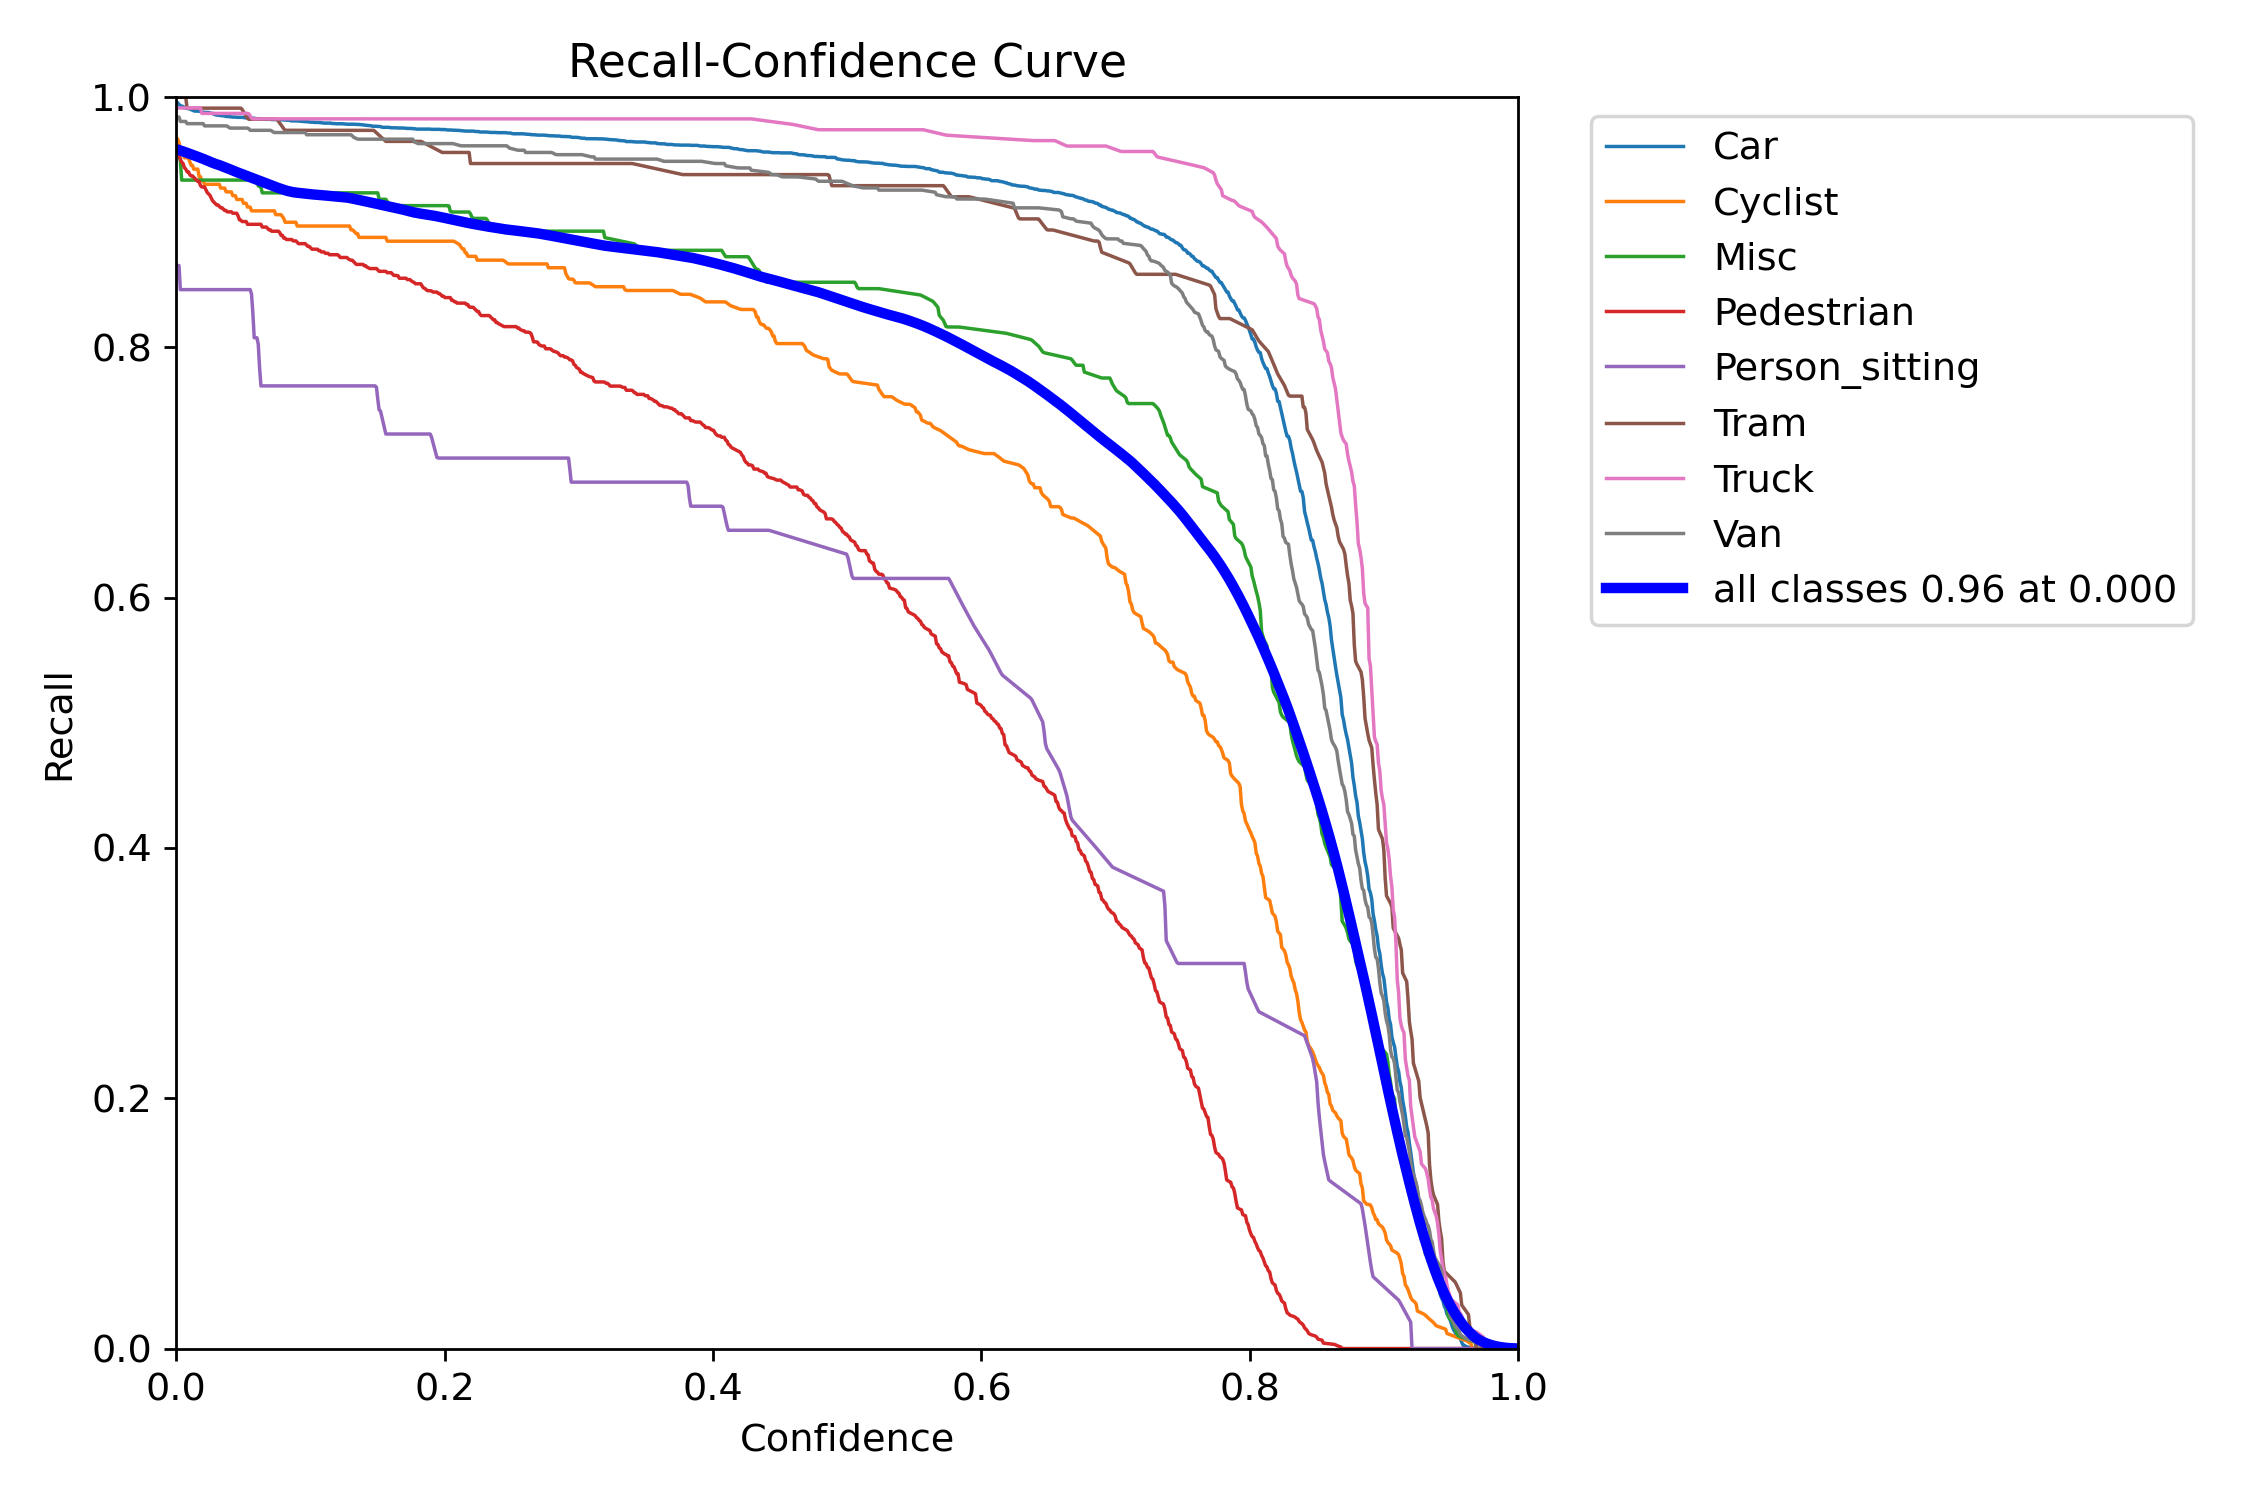 Recall-Confidence Curve
1.0
0.8
0.6
0.4
0.2
0.0
Recall
0.0 0.2 0.4 0.6 0.8 1.0
Confidence
Car
Cyclist
Misc
Pedestrian
Person_sitting
Tram
Truck
Van
all classes 0.96 at 0.000